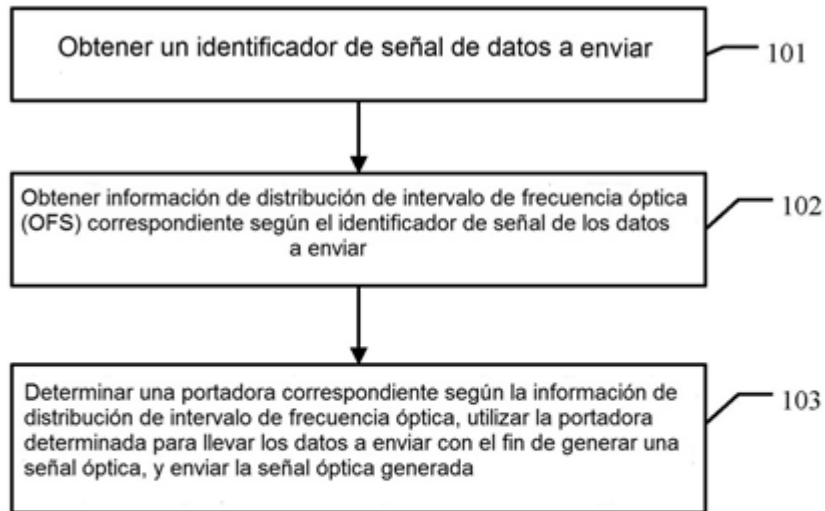 Obtener un identificador de señal de datos a enviar
101
Obtener información de distribución de intervalo de frecuencia óptica
(OFS) correspondiente según el identificador de señal de los datos
a enviar
102
Determinar una portadora correspondiente según la información de
distribución de intervalo de frecuencia óptica, utilizar la portadora
determinada para llevar los datos a enviar con el fin de generar una
señal óptica, y enviar la señal óptica generada
103